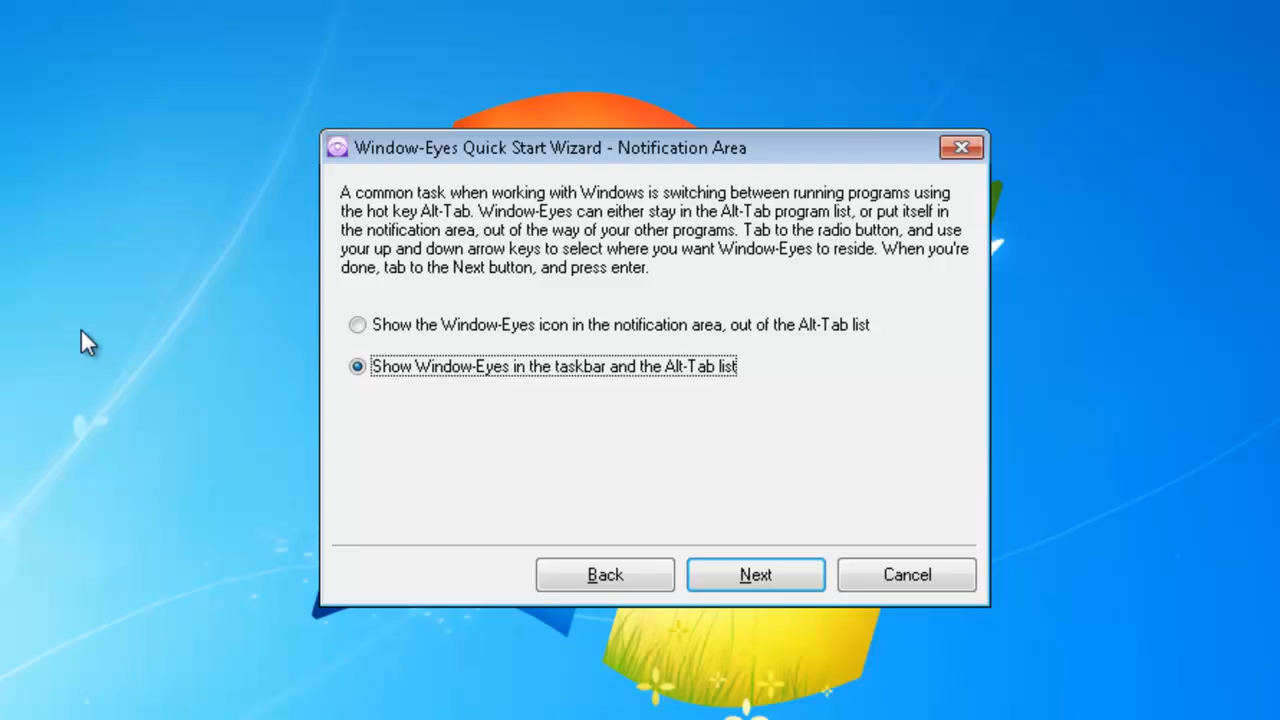 Window-Eyes Quick Start Wizard - Notification Area
A common task when working with Windows is switching between running programs using
the hot key Alt-Tab. Window-Eyes can either stay in the Alt-Tab program list, or put itself in
the notification area, out of the way of your other programs. Tab to the radio button, and use
your up and down arrow keys to select where you want Window-Eyes to reside. When you're
done, tab to the Next button, and press enter.
Show the Window-Eyes icon in the notification area, out of the Alt-Tab list
Show Window-Eyes in the taskbar and the Alt-Tab list
Back
Next
Cancel